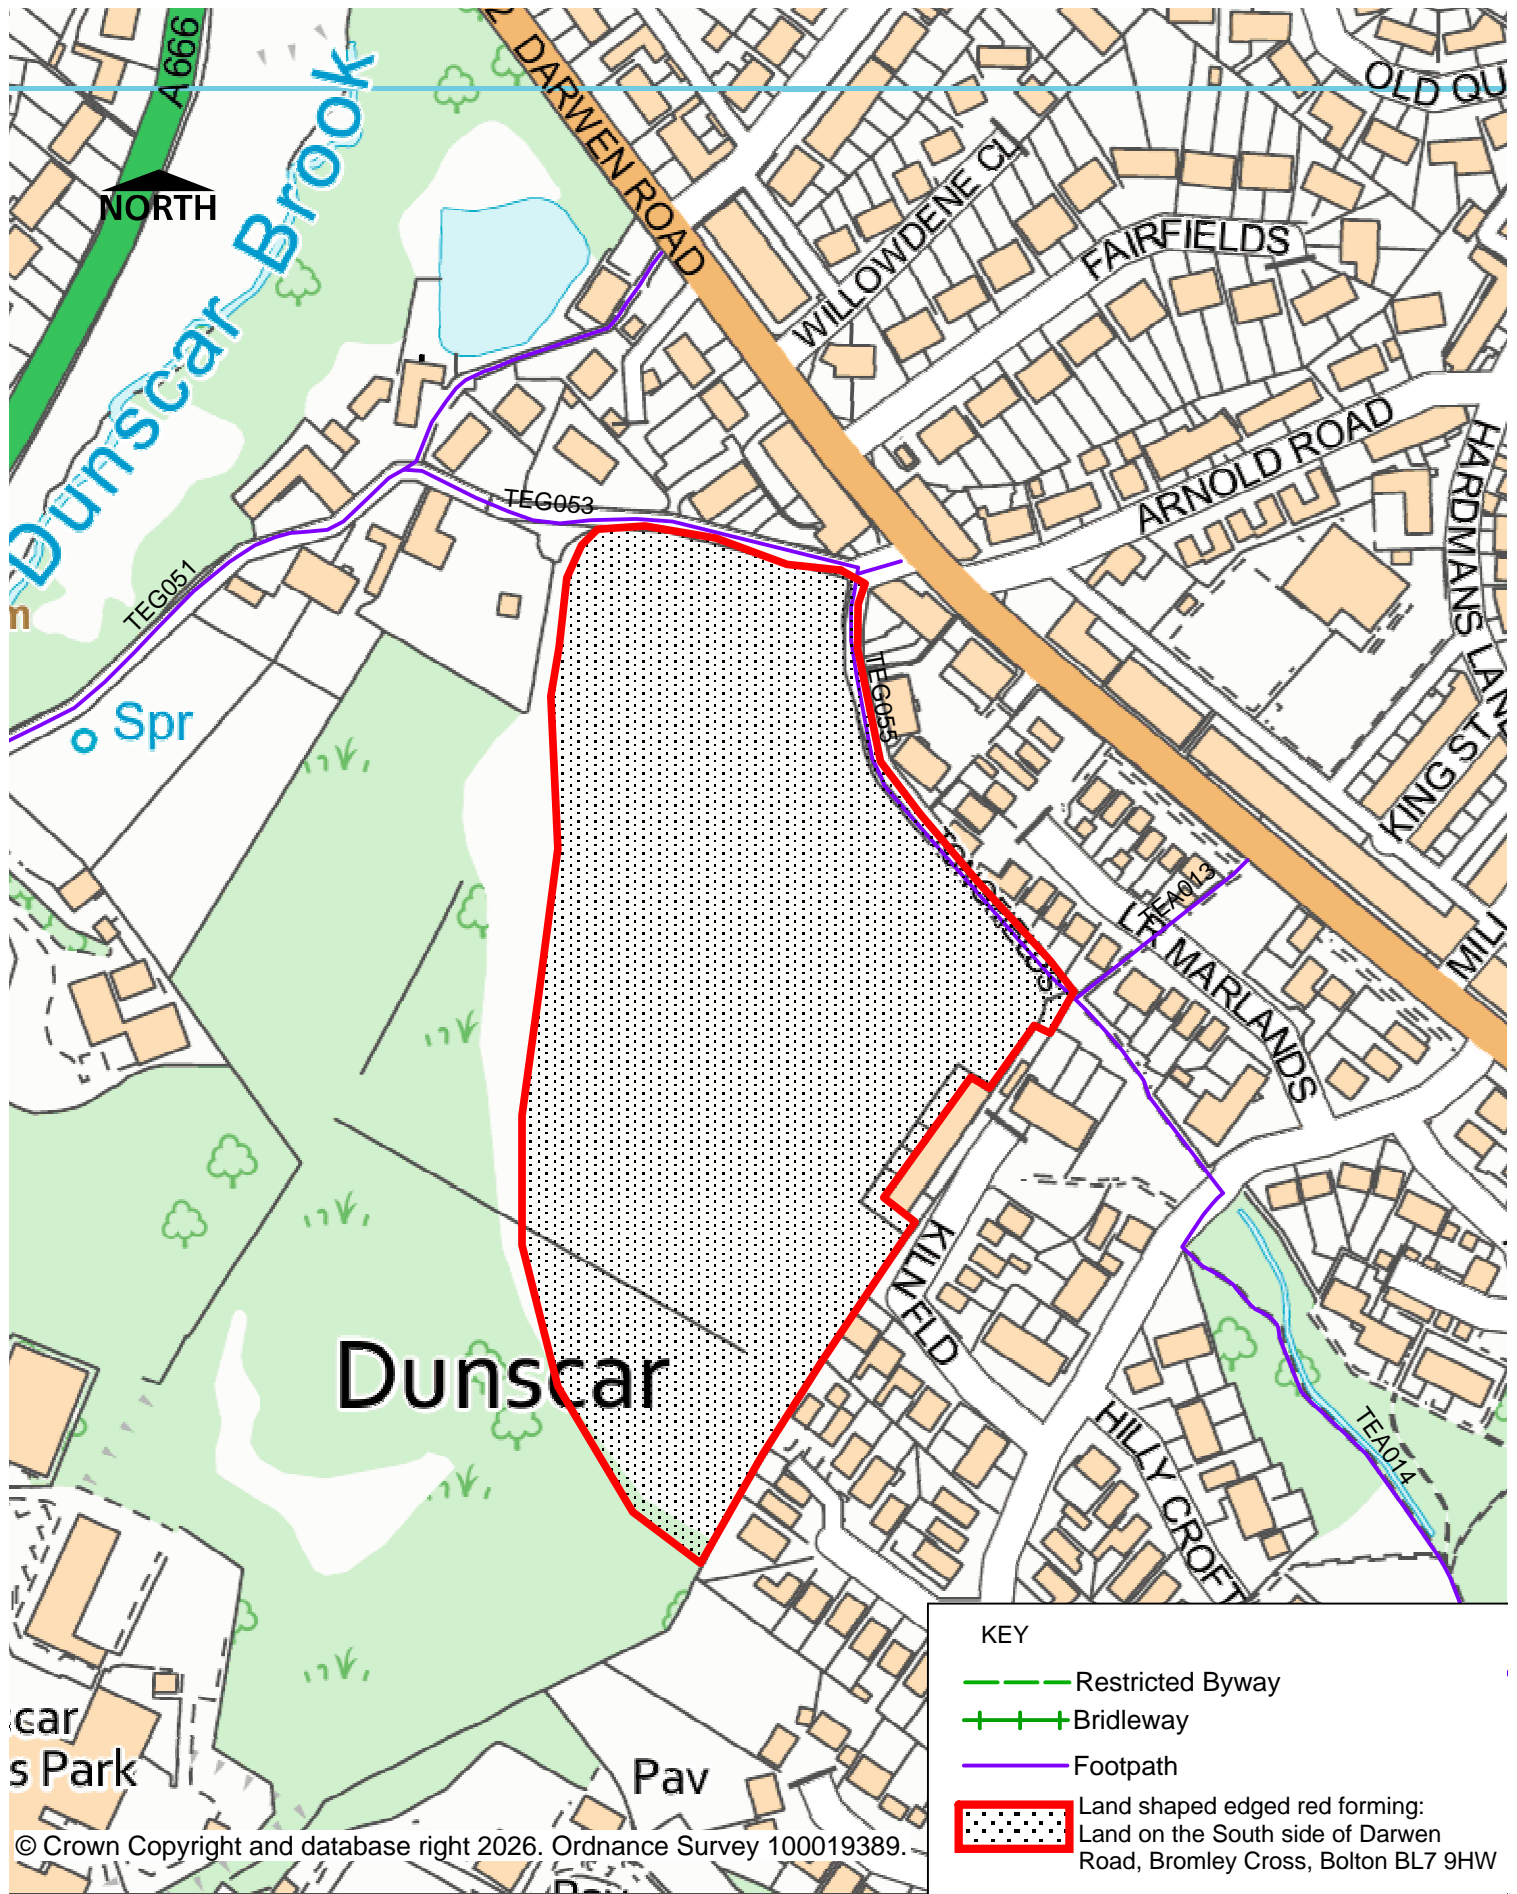 A666
DARWEN ROAD
OLD QU
NORTH
Dunscar Brook
WILLOWDENE CL
FAIRFIELDS
ARNOLD ROAD
HARDMANS LANE
TEG053
TEG051
m
Spr
TEG055
KING ST
TEA013
LR MARLANDS
MILL
KILN FLD
Dunscar
HILLY CROFT
TEA014
KEY
Restricted Byway
Bridleway
Footpath
Land shaped edged red forming:
Land on the South side of Darwen
Road, Bromley Cross, Bolton BL7 9HW
car
s Park
Pav
© Crown Copyright and database right 2026. Ordnance Survey 100019389.